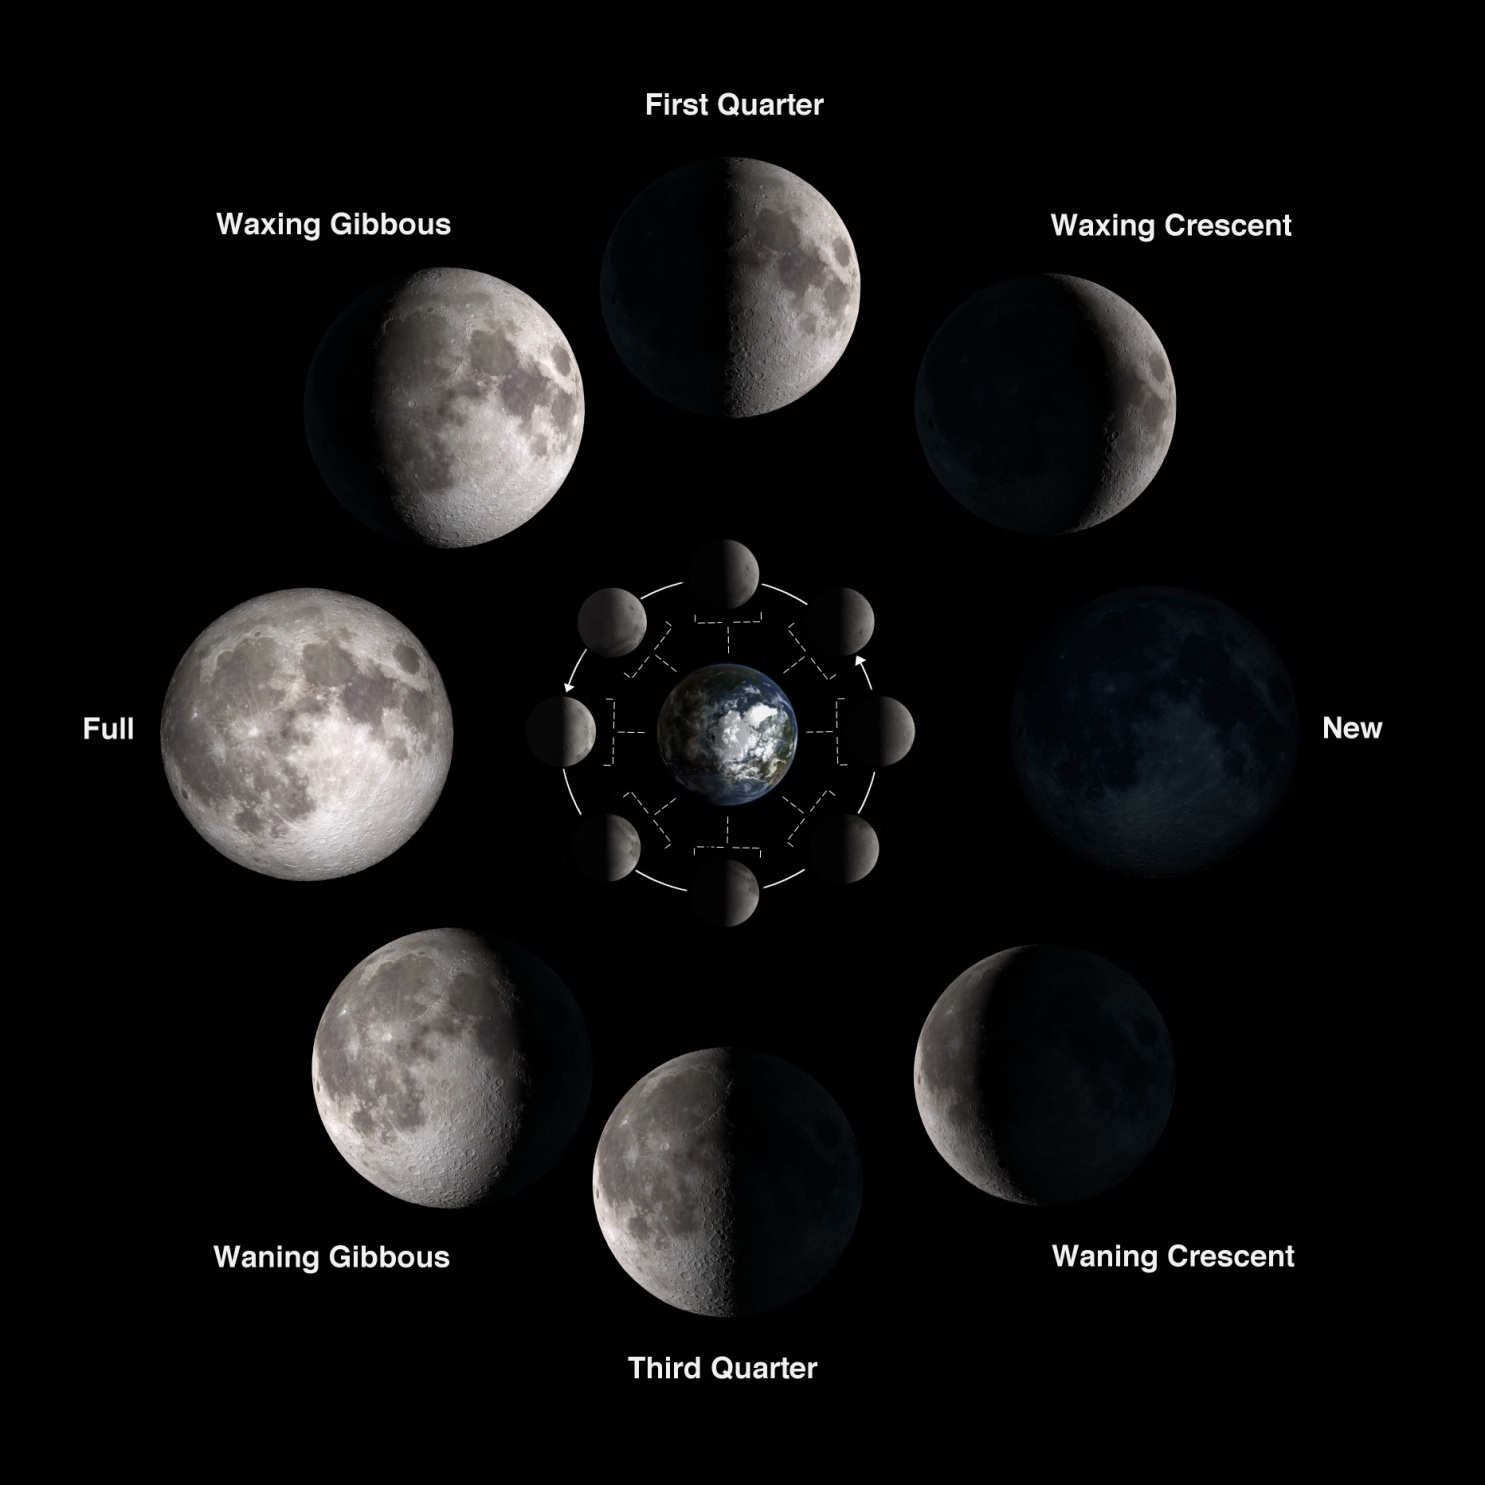 First Quarter
Waxing Gibbous
Waxing Crescent
Full
New
Waning Gibbous
Waning Crescent
Third Quarter